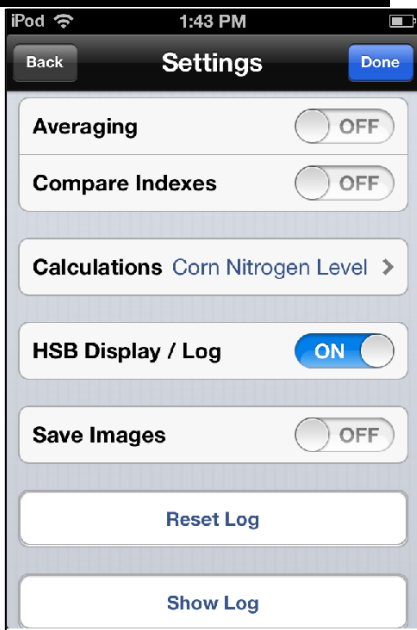 iPod 1:43 PM
Back Settings Done
Averaging OFF
Compare Indexes OFF
Calculations Corn Nitrogen Level
HSB Display / Log ON
Save Images OFF
Reset Log
Show Log